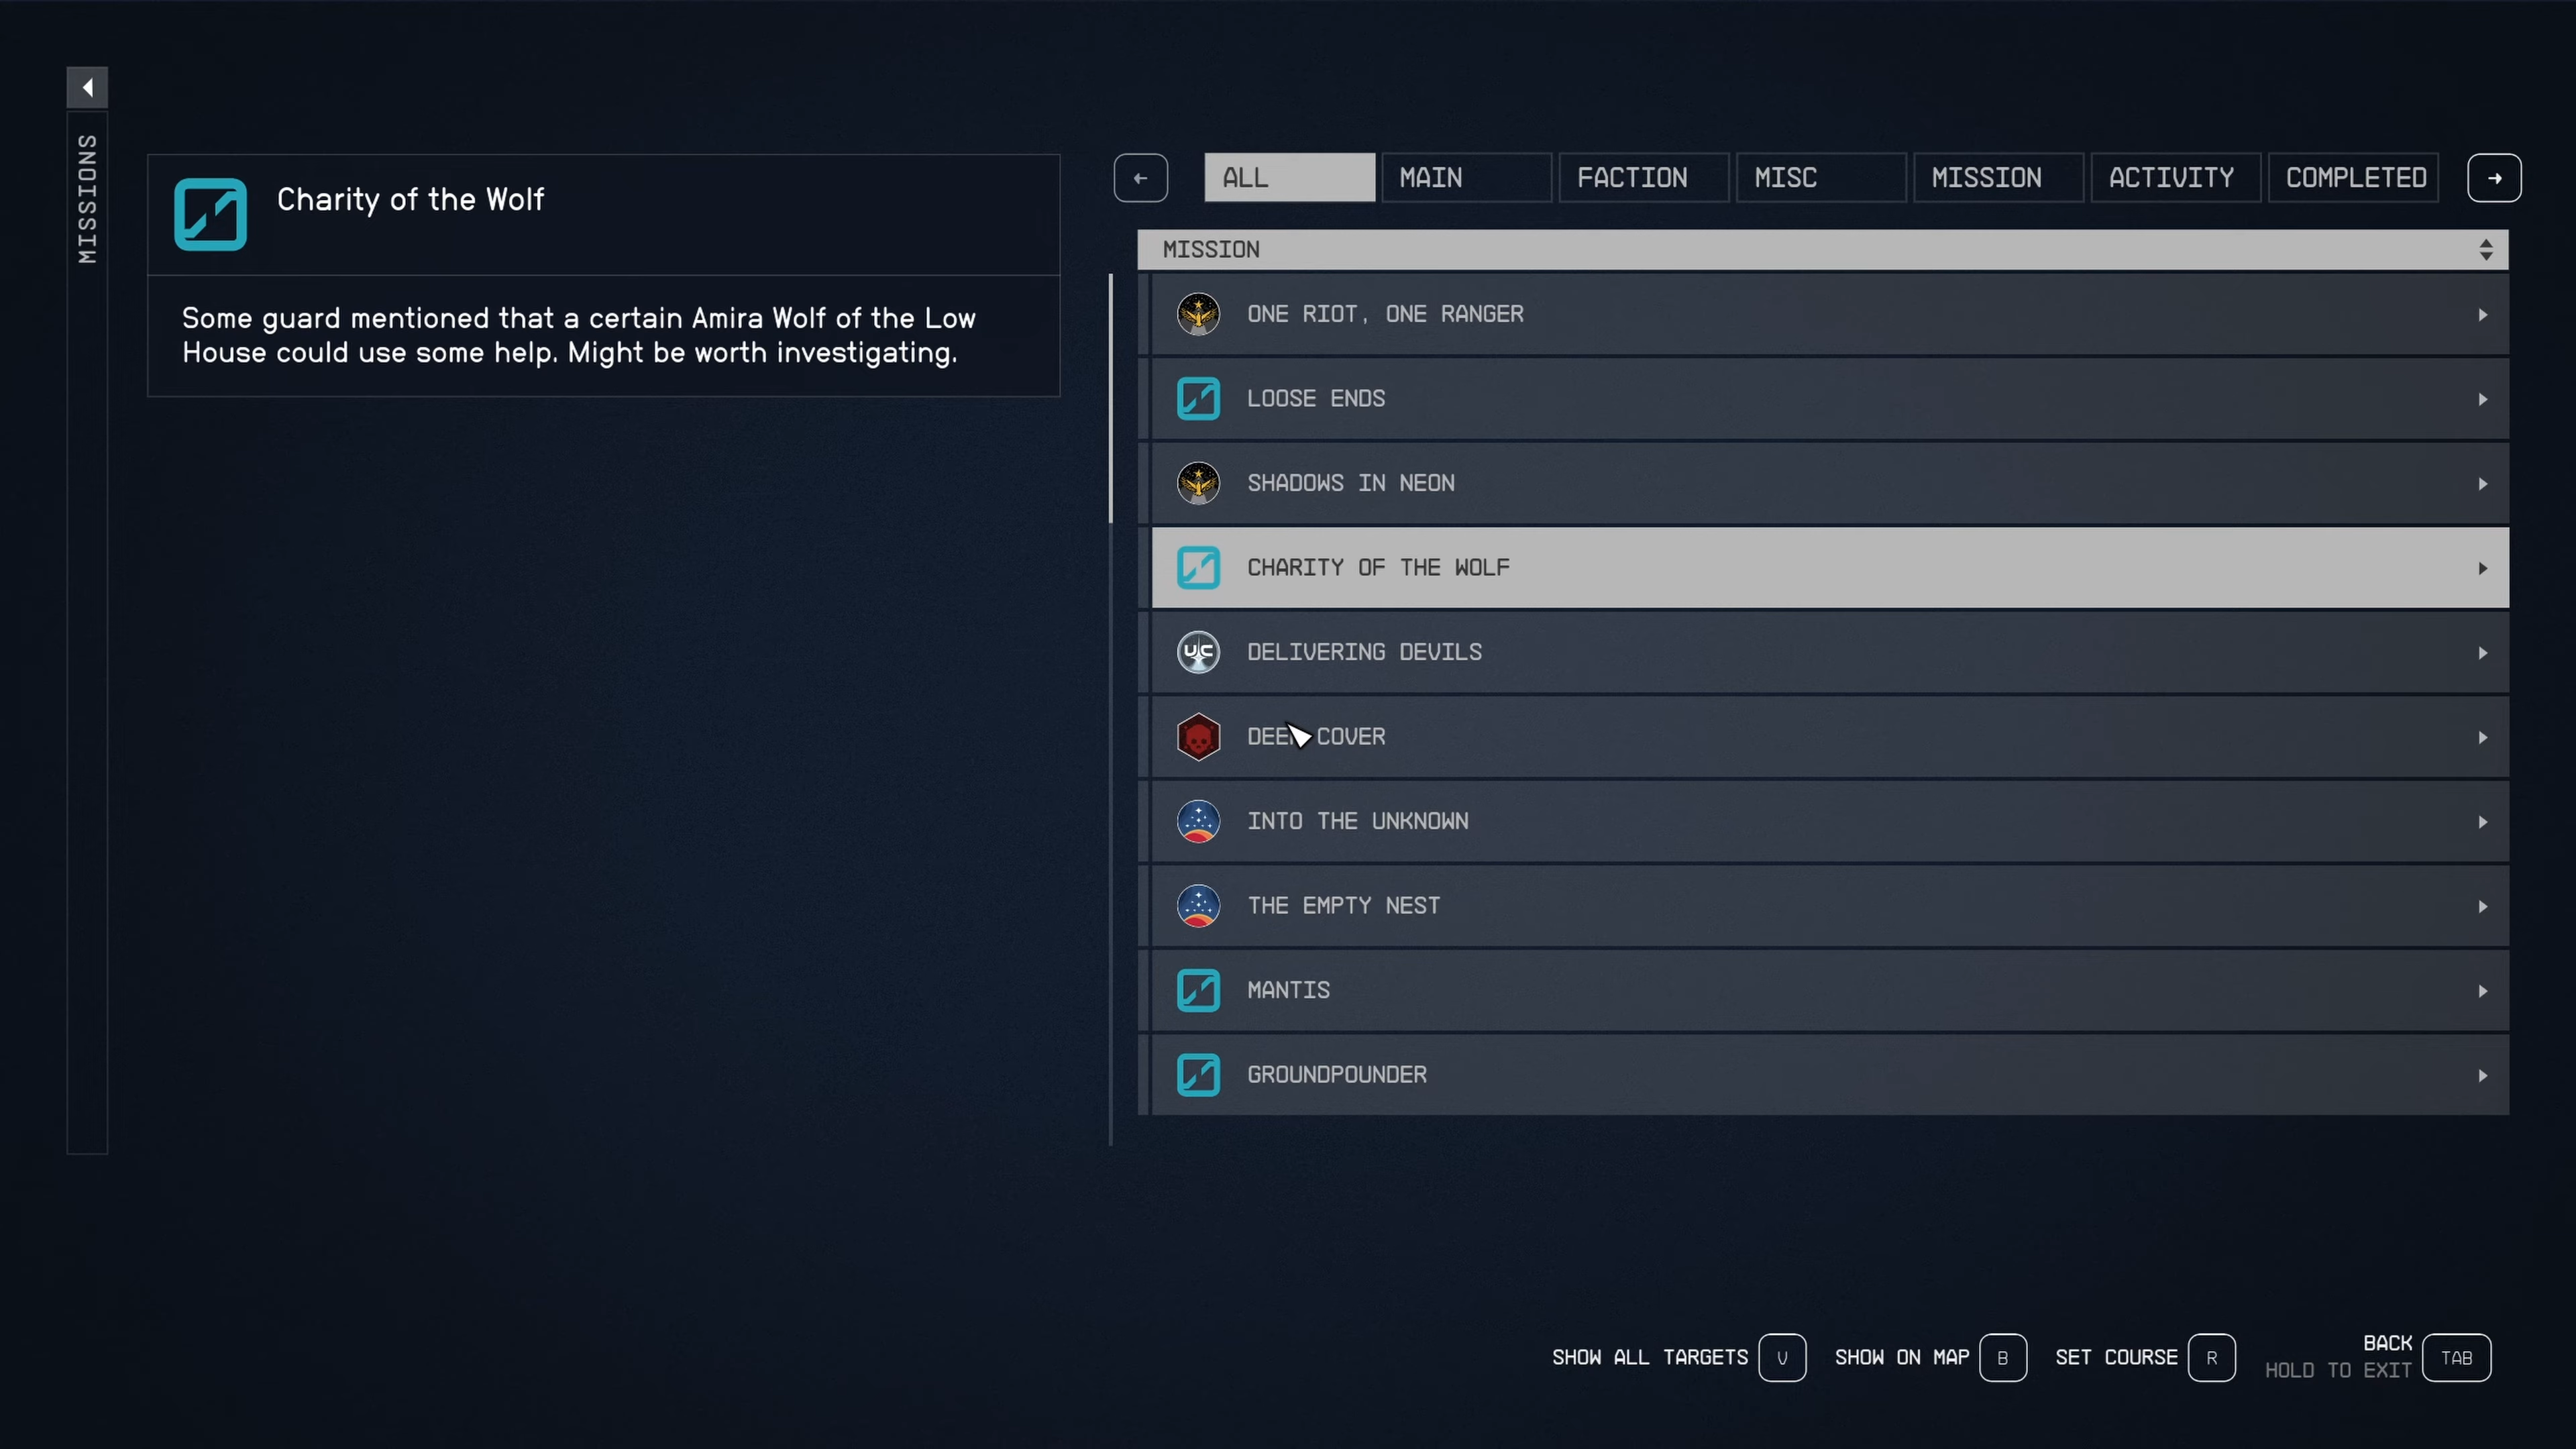 MISSIONS
Charity of the Wolf
Some guard mentioned that a certain Amira Wolf of the Low
House could use some help. Might be worth investigating.
ALL
MAIN
FACTION
MISC
MISSION
ACTIVITY
COMPLETED
MISSION
ONE RIOT, ONE RANGER
LOOSE ENDS
SHADOWS IN NEON
CHARITY OF THE WOLF
UC
DELIVERING DEVILS
DEEP COVER
INTO THE UNKNOWN
THE EMPTY NEST
MANTIS
GROUNDPOUNDER
SHOW ALL TARGETS V
SHOW ON MAP B
SET COURSE R
BACK
HOLD TO EXIT
TAB